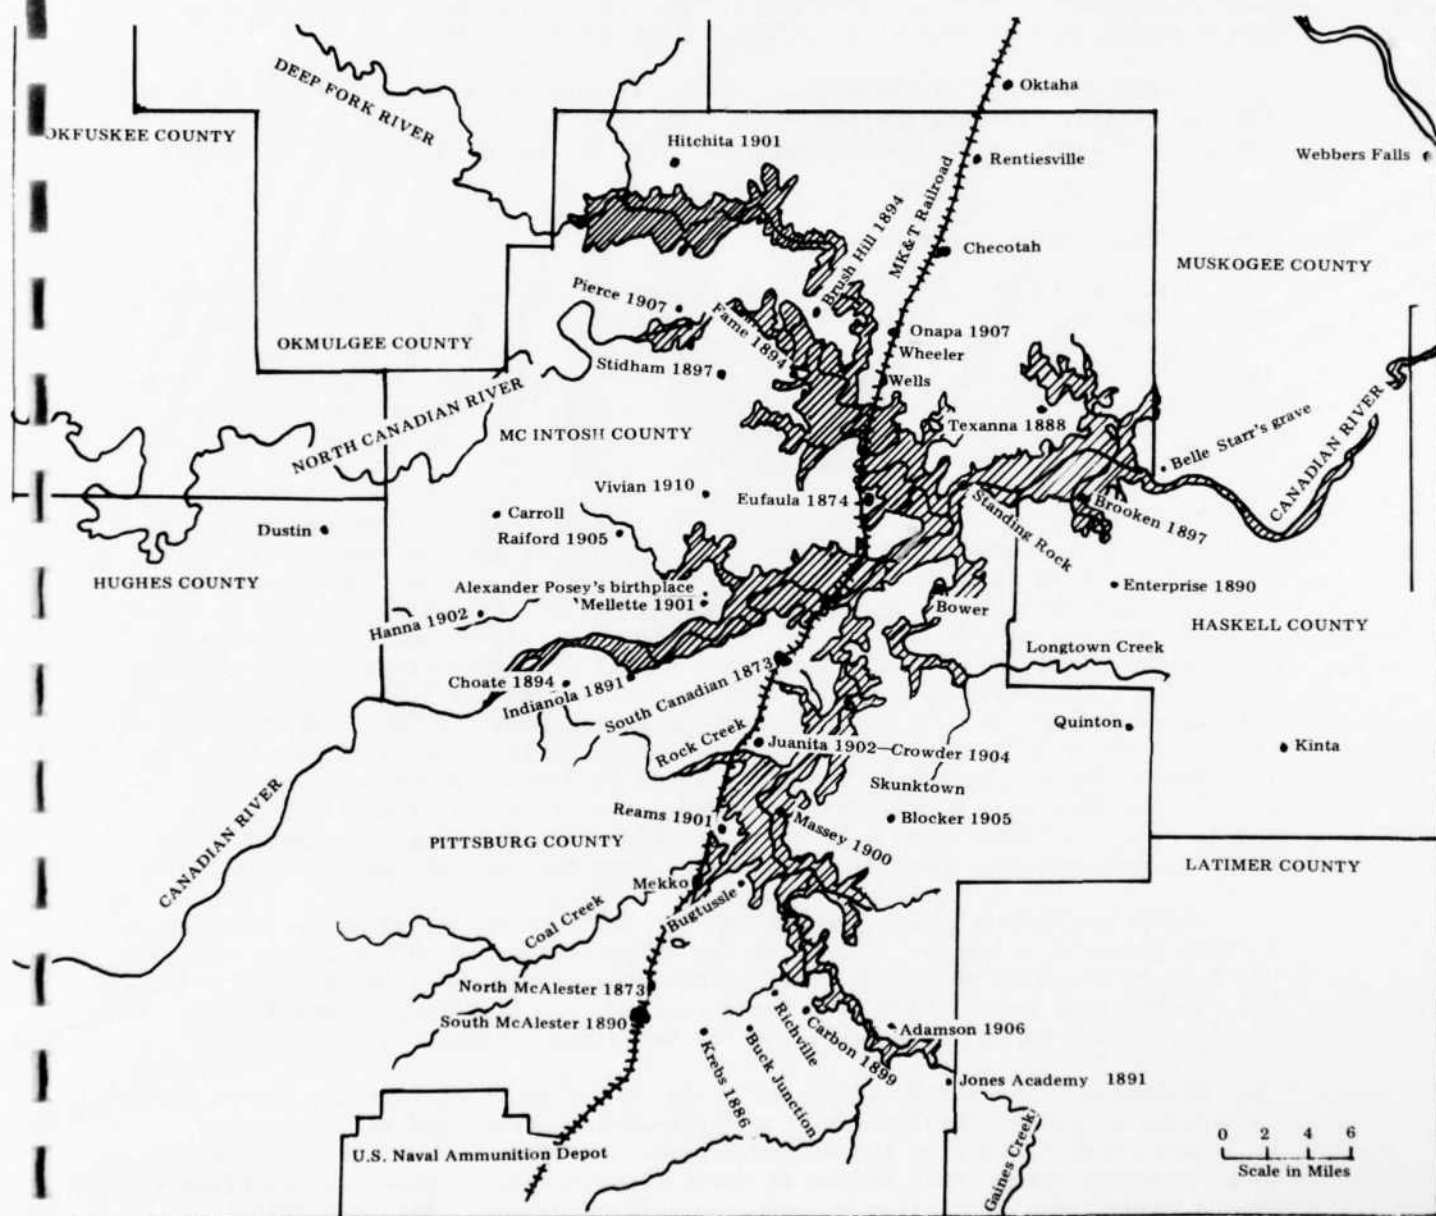 Oktaha
DEEP FORK RIVER
OKFUSKEE COUNTY
Hitchita 1901
Rentiesville
Webbers Falls
MK&T Railroad
Brush Hill 1894
Checotah
MUSKOGEE COUNTY
Pierce 1907
Fame 1894
Onapa 1907
OKMULGEE COUNTY
Wheeler
Stidham 1897
Wells
NORTH CANADIAN RIVER
Texanna 1888
MC INTOSH COUNTY
Belle Starr's grave
CANADIAN RIVER
Vivian 1910
Eufaula 1874
Standing Rock
Brooken 1897
Carroll
Dustin
Raiford 1905
HUGHES COUNTY
Alexander Posey's birthplace
Mellette 1901
Enterprise 1890
Bower
Hanna 1902
HASKELL COUNTY
Longtown Creek
Choate 1894
Indianola 1891
South Canadian 1873
Quinton
Rock Creek
Juanita 1902—Crowder 1904
Kinta
Skunktown
CANADIAN RIVER
Reams 1901
Massey 1900
Blocker 1905
PITTSBURG COUNTY
LATIMER COUNTY
Mekko
Bugtussle
Coal Creek
North McAlester 1873
South McAlester 1890
Richville
Carbon 1899
Adamson 1906
Krebs 1886
Buck Junction
Jones Academy 1891
U.S. Naval Ammunition Depot
Gaines Creek
0 2 4 6
Scale in Miles